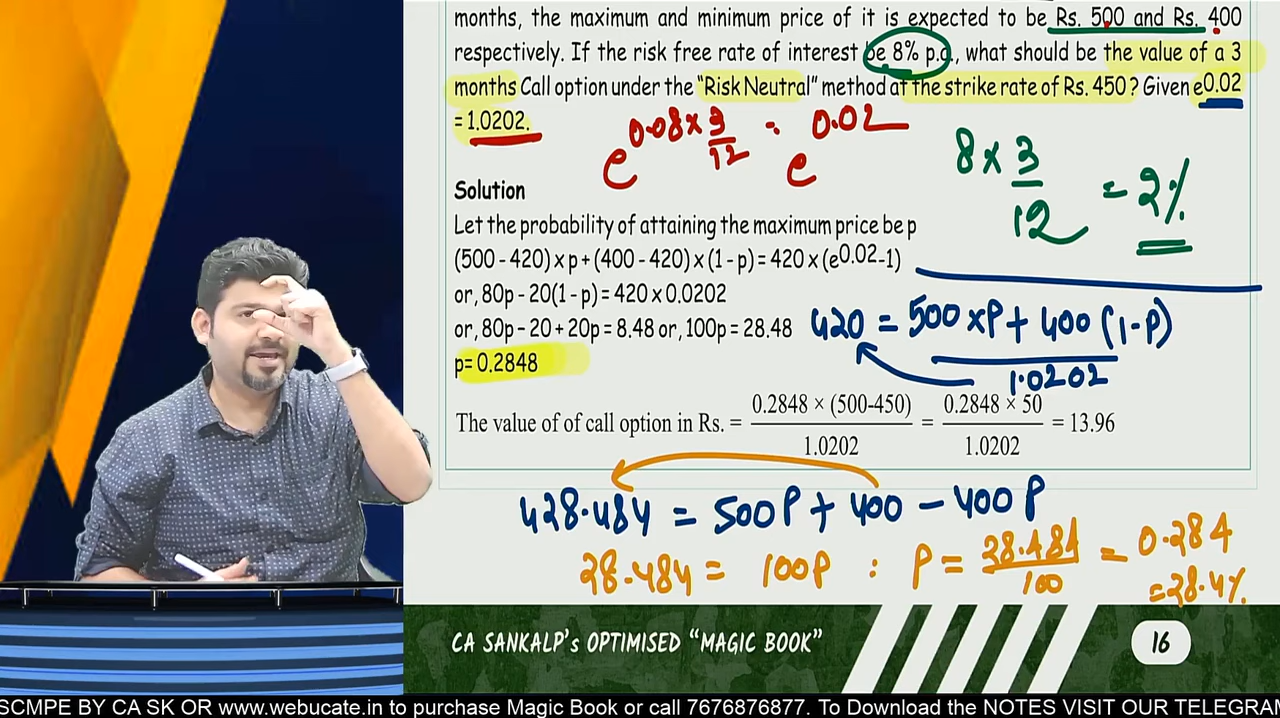 months, the maximum and minimum price of it is expected to be Rs. 500 and Rs. 400
respectively. If the risk free rate of interest be 8% p.a., what should be the value of a 3
months Call option under the "Risk Neutral" method at the strike rate of Rs. 450 ? Given e0.02
= 1.0202.
e 0.08 x 3/12 = e 0.02
8 x 3/12 = 2%
Solution
Let the probability of attaining the maximum price be p
(500 - 420) x p + (400 - 420) x (1 - p) = 420 x (e0.02-1)
or, 80p - 20(1 - p) = 420 x 0.0202
or, 80p - 20 + 20p = 8.48 or, 100p = 28.48
p= 0.2848
420 = 500 x P + 400 (1-P)
1.0202
The value of of call option in Rs. = 0.2848 × (500-450) / 1.0202 = 0.2848 × 50 / 1.0202 = 13.96
428.484 = 500P + 400 - 400P
28.484 = 100P : P = 28.484/100 = 0.284
=28.4%
CA SANKALP's OPTIMISED "MAGIC BOOK"
16
SCMPE BY CA SK OR www.webucate.in to purchase Magic Book or call 7676876877. To Download the NOTES VISIT OUR TELEGRA